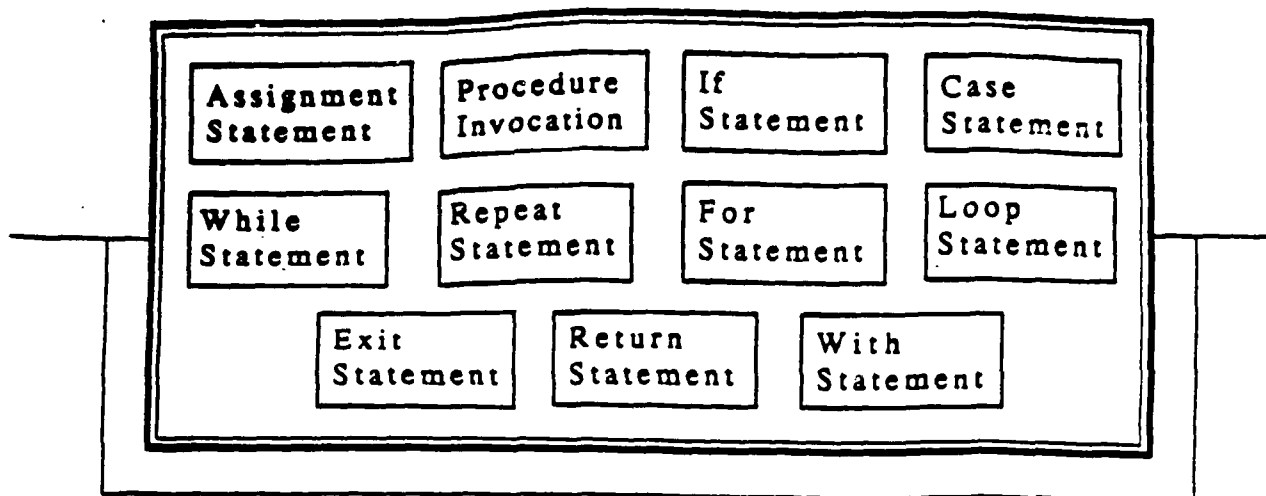 Assignment
Statement
Procedure
Invocation
If
Statement
Case
Statement
While
Statement
Repeat
Statement
For
Statement
Loop
Statement
Exit
Statement
Return
Statement
With
Statement